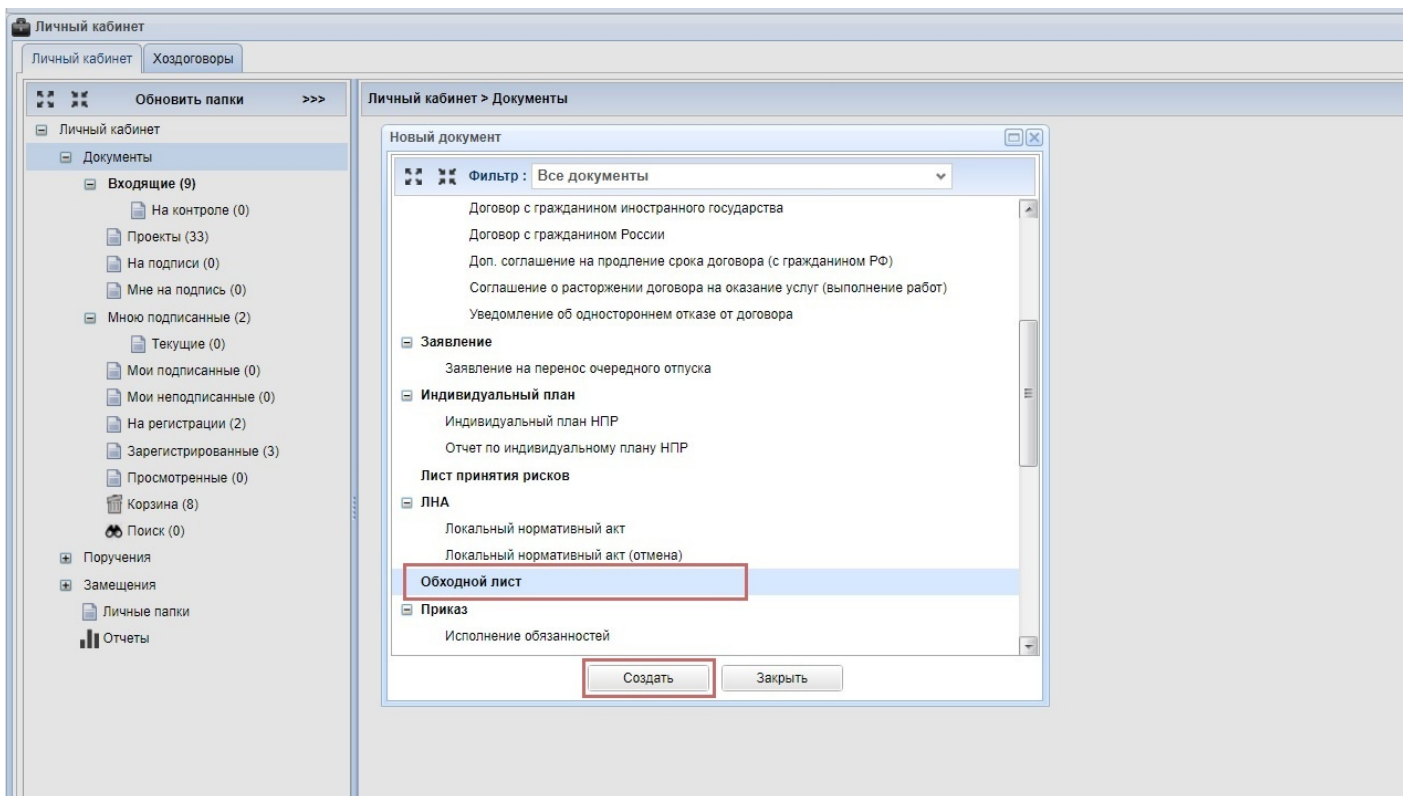 Личный кабинет
Личный кабинет
Хоздоговоры
Обновить папки >>>
Личный кабинет
Документы
Входящие (9)
На контроле (0)
Проекты (33)
На подписи (0)
Мне на подпись (0)
Мною подписанные (2)
Текущие (0)
Мои подписанные (0)
Мои неподписанные (0)
На регистрации (2)
Зарегистрированные (3)
Просмотренные (0)
Корзина (8)
Поиск (0)
Поручения
Замещения
Личные папки
Отчеты
Личный кабинет > Документы
Новый документ
Фильтр : Все документы
Договор с гражданином иностранного государства
Договор с гражданином России
Доп. соглашение на продление срока договора (с гражданином РФ)
Соглашение о расторжении договора на оказание услуг (выполнение работ)
Уведомление об одностороннем отказе от договора
Заявление
Заявление на перенос очередного отпуска
Индивидуальный план
Индивидуальный план НПР
Отчет по индивидуальному плану НПР
Лист принятия рисков
ЛНА
Локальный нормативный акт
Локальный нормативный акт (отмена)
Обходной лист
Приказ
Исполнение обязанностей
Создать
Закрыть